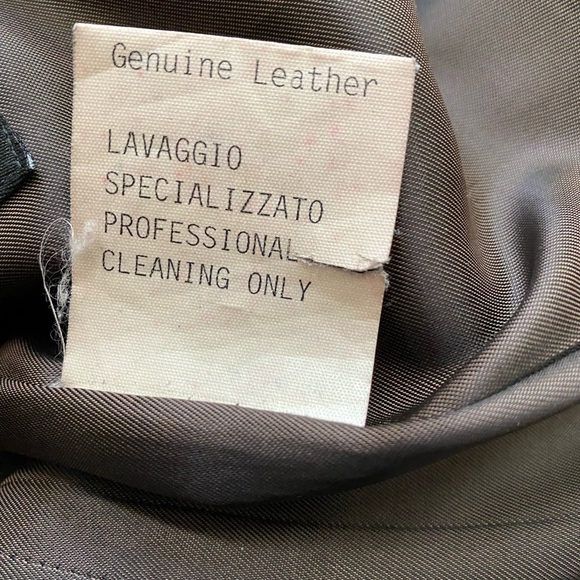 Genuine Leather
LAVAGGIO
SPECIALIZZATO
PROFESSIONAL
CLEANING ONLY